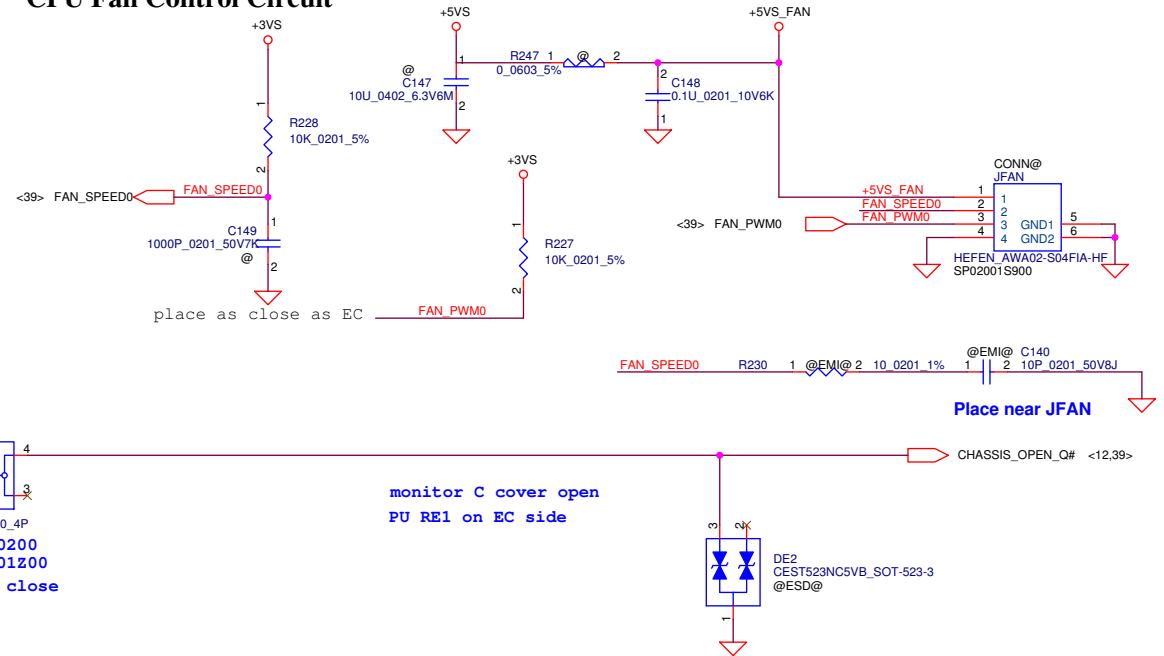 CPU Fan Control Circuit
+3VS
+5VS
+5VS_FAN
1
R247 1 @ 2
0_0603_5%
@
C147
10U_0402_6.3V6M
2
2
C148
0.1U_0201_10V6K
1
1
R228
10K_0201_5%
2
<39> FAN_SPEED0
FAN_SPEED0
1
C149
1000P_0201_50V7K
@
2
+3VS
1
R227
10K_0201_5%
2
place as close as EC
FAN_PWM0
<39> FAN_PWM0
CONN@
JFAN
+5VS_FAN 1 1
FAN_SPEED0 2 2
FAN_PWM0 3 3 GND1 5
4 4 GND2 6
HEFEN_AWA02-S04FIA-HF
SP02001S900
FAN_SPEED0 R230 1 @EMI@ 2 10_0201_1%
@EMI@ C140
1 2 10P_0201_50V8J
Place near JFAN
4
3
CHASSIS_OPEN_Q# <12,39>
monitor C cover open
PU RE1 on EC side
0_4P
0200
01Z00
close
3 2
DE2
CEST523NC5VB_SOT-523-3
@ESD@
1